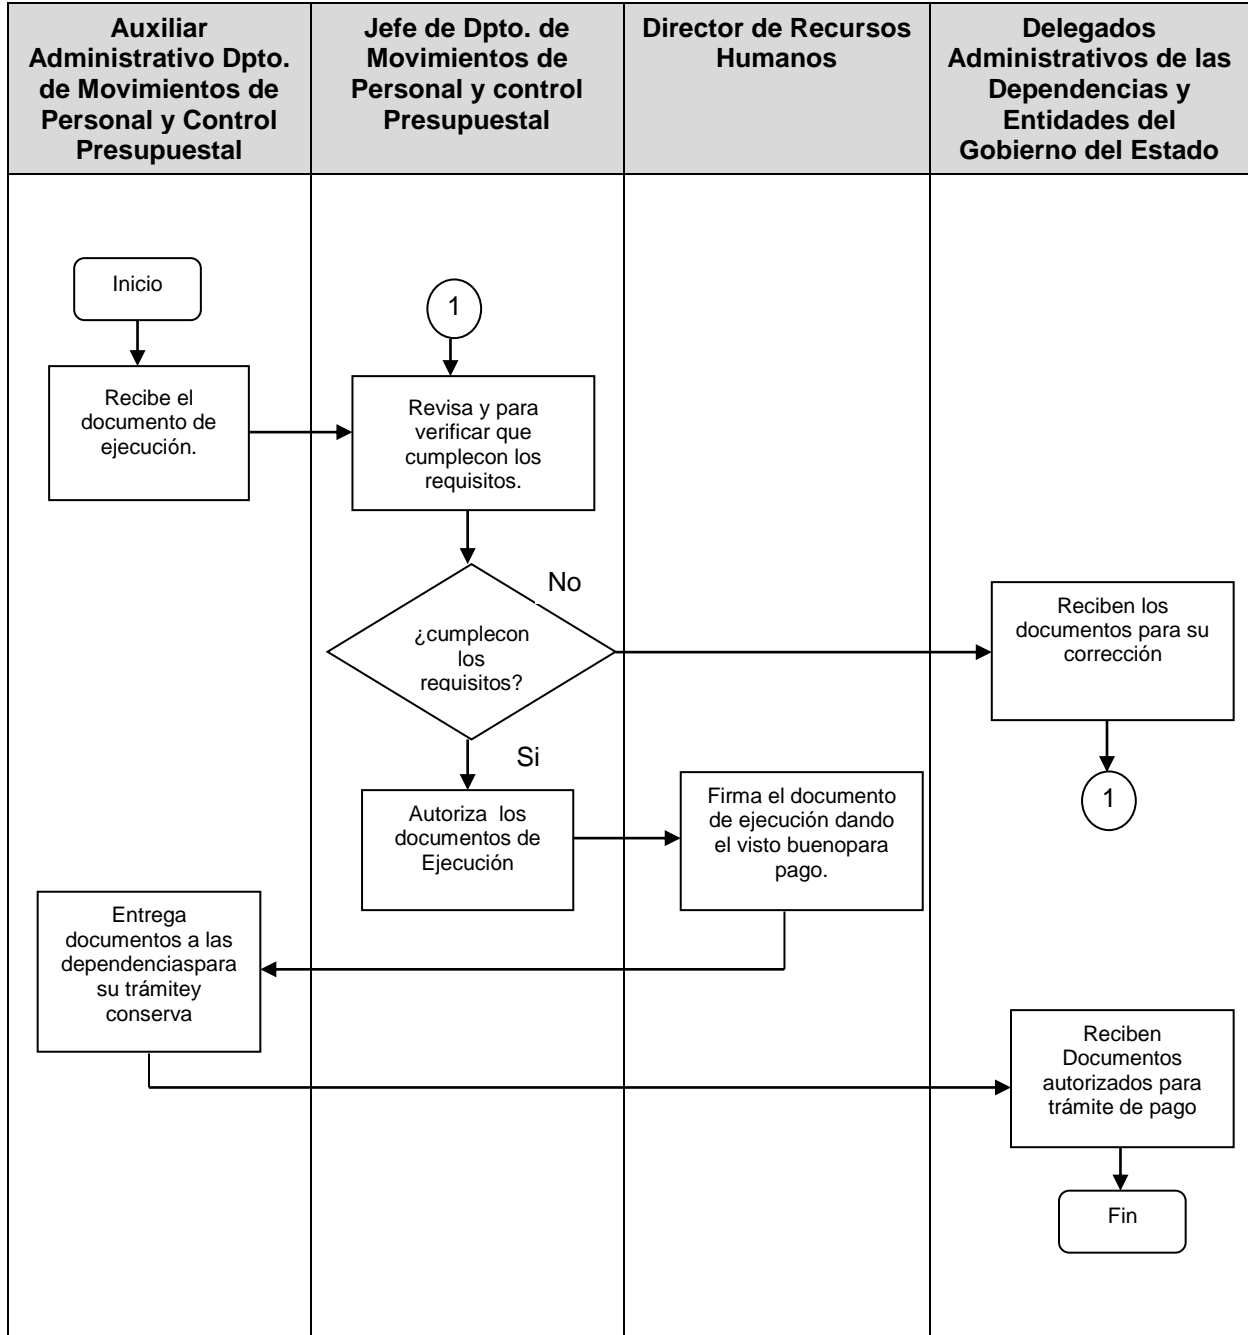 Auxiliar
Administrativo Dpto.
de Movimientos de
Personal y Control
Presupuestal
Jefe de Dpto. de
Movimientos de
Personal y control
Presupuestal
Director de Recursos
Humanos
Delegados
Administrativos de las
Dependencias y
Entidades del
Gobierno del Estado
Inicio
1
Recibe el
documento de
ejecución.
Revisa y para
verificar que
cumplecon los
requisitos.
No
¿cumplecon
los
requisitos?
Reciben los
documentos para su
corrección
Si
1
Autoriza los
documentos de
Ejecución
Firma el documento
de ejecución dando
el visto buenopara
pago.
Entrega
documentos a las
dependenciaspara
su trámitey
conserva
Reciben
Documentos
autorizados para
trámite de pago
Fin